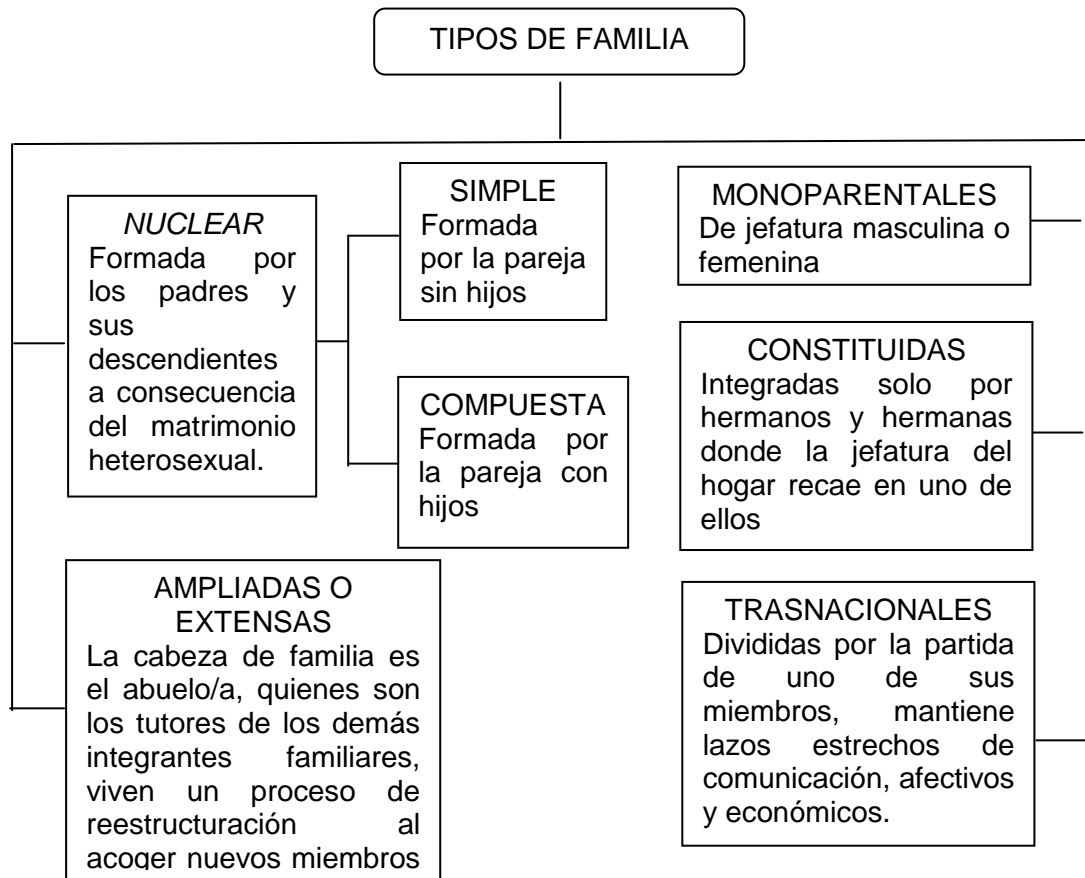 TIPOS DE FAMILIA
NUCLEAR
Formada por
los padres y
sus
descendientes
a consecuencia
del matrimonio
heterosexual.
SIMPLE
Formada
por la pareja
sin hijos
COMPUESTA
Formada por
la pareja con
hijos
AMPLIADAS O
EXTENSAS
La cabeza de familia es
el abuelo/a, quienes son
los tutores de los demás
integrantes familiares,
viven un proceso de
reestructuración al
acoger nuevos miembros
MONOPARENTALES
De jefatura masculina o
femenina
CONSTITUIDAS
Integradas solo por
hermanos y hermanas
donde la jefatura del
hogar recae en uno de
ellos
TRASNACIONALES
Divididas por la partida
de uno de sus
miembros, mantiene
lazos estrechos de
comunicación, afectivos
y económicos.